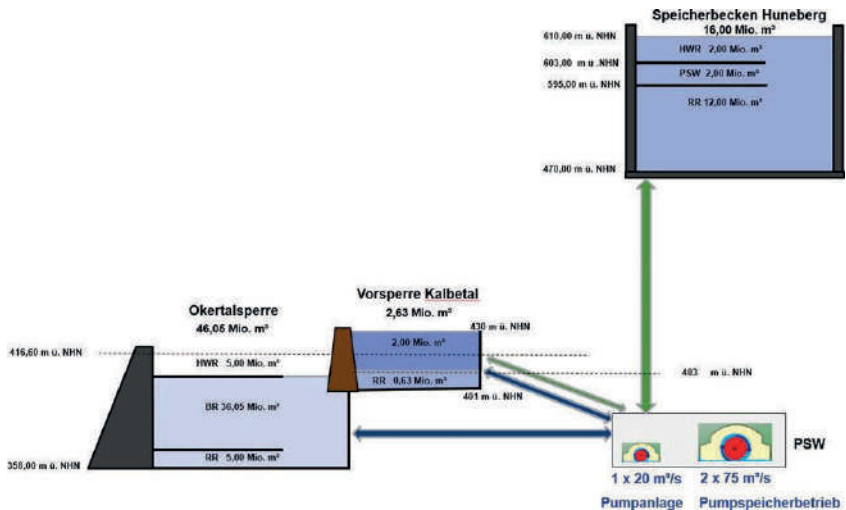 Speicherbecken Huneberg
16,00 Mio. m³
610,00 m ü. NHN
HWR 2,00 Mio. m³
603,00 m ü .NHN
PSW 2,00 Mio. m³
595,00 m ü. NHN
RR 12,00 Mio. m³
470,00 m ü. NHN
Okertalsperre
46,05 Mio. m³
416,60 m ü. NHN
HWR 5,00 Mio. m³
BR 36,05 Mio. m³
RR 5,00 Mio. m³
350,00 m ü. NHN
Vorsperre Kalbetal
2,63 Mio. m³
430 m ü. NHN
2,00 Mio. m³
RR 0,63 Mio. m³
403 m ü. NHN
401 m ü. NHN
PSW
1 x 20 m³/s
2 x 75 m³/s
Pumpanlage
Pumpspeicherbetrieb